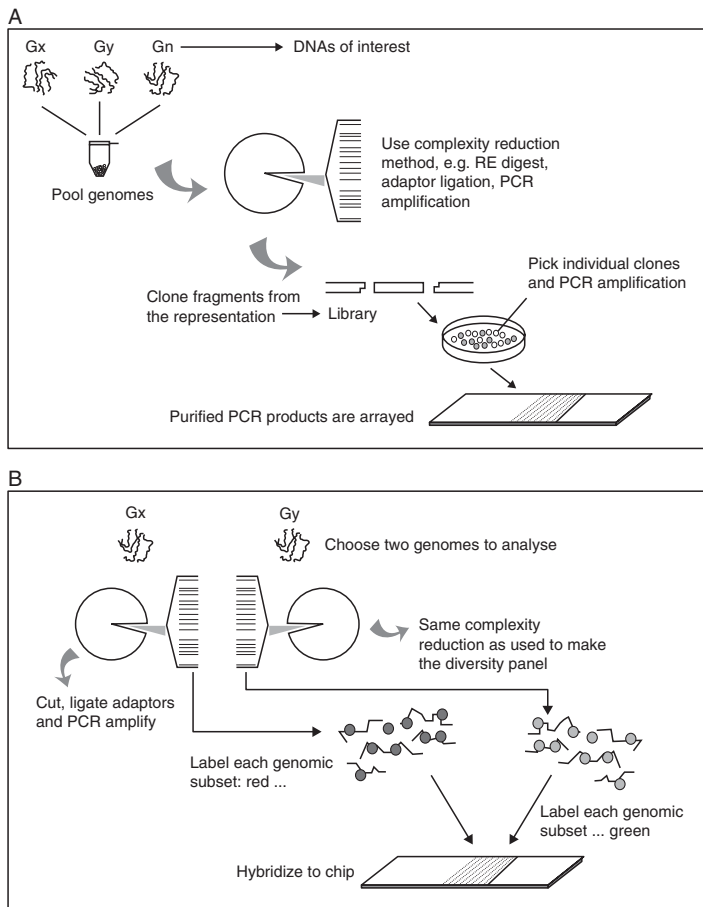 A
Gx Gy Gn DNAs of interest
Pool genomes
Use complexity reduction
method, e.g. RE digest,
adaptor ligation, PCR
amplification
Pick individual clones
and PCR amplification
Clone fragments from
the representation Library
Purified PCR products are arrayed
B
Gx Gy
Choose two genomes to analyse
Same complexity
reduction as used to make
the diversity panel
Cut, ligate adaptors
and PCR amplify
Label each genomic
subset: red ...
Label each genomic
subset ... green
Hybridize to chip